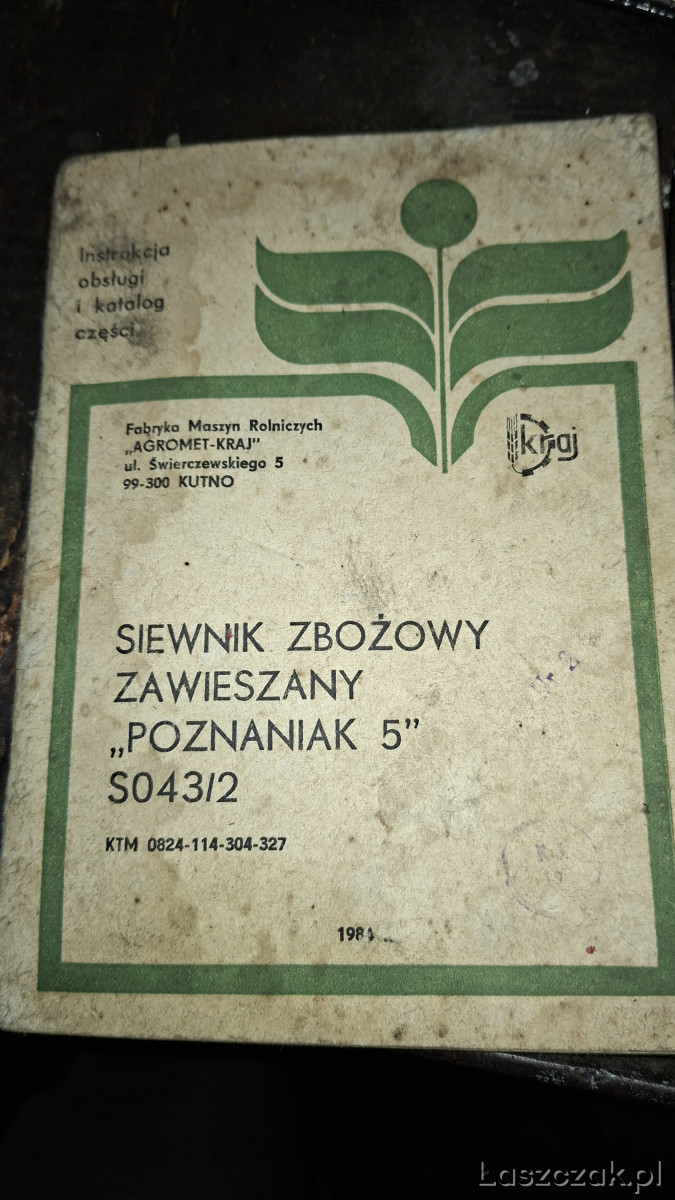 Instrukcja
obsługi
i katalog
części
Fabryka Maszyn Rolniczych
„AGROMET-KRAJ”
ul. Świerczewskiego 5
99-300 KUTNO
kraj
SIEWNIK ZBOŻOWY
ZAWIESZANY
„POZNANIAK 5”
S043/2
KTM 0824-114-304-327
Łaszczak.pl